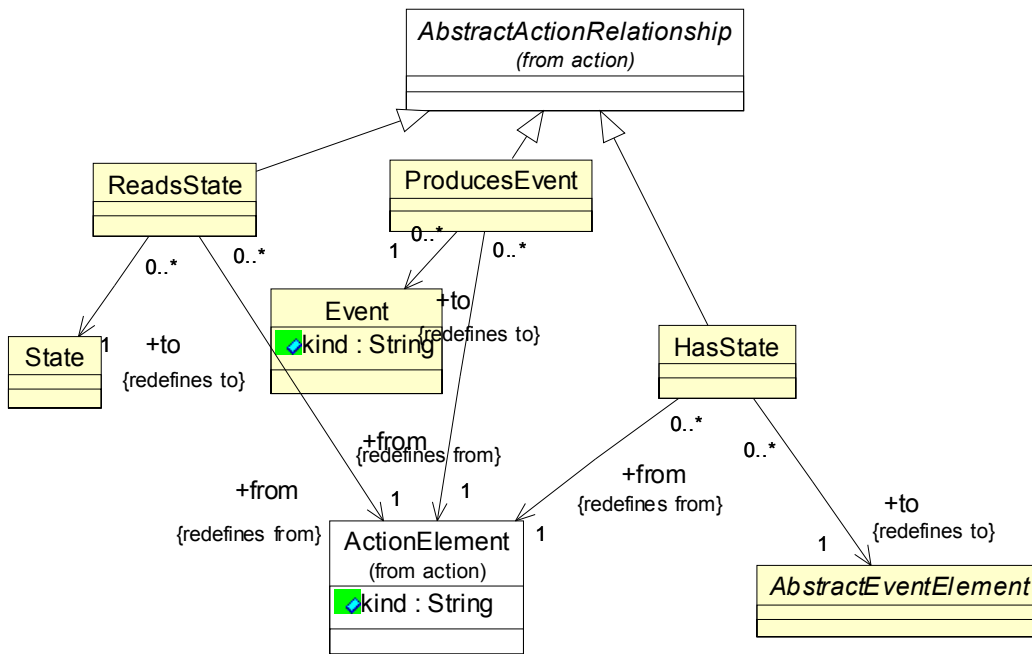 AbstractActionRelationship
(from action)
ReadsState
ProducesEvent
0..*
0..*
1
0..*
0..*
Event
kind : String
+to
{redefines to}
State
1
+to
{redefines to}
HasState
0..*
0..*
+from
{redefines from}
+from
{redefines from}
+from
{redefines from}
1
1
1
ActionElement
(from action)
kind : String
+to
{redefines to}
1
AbstractEventElement